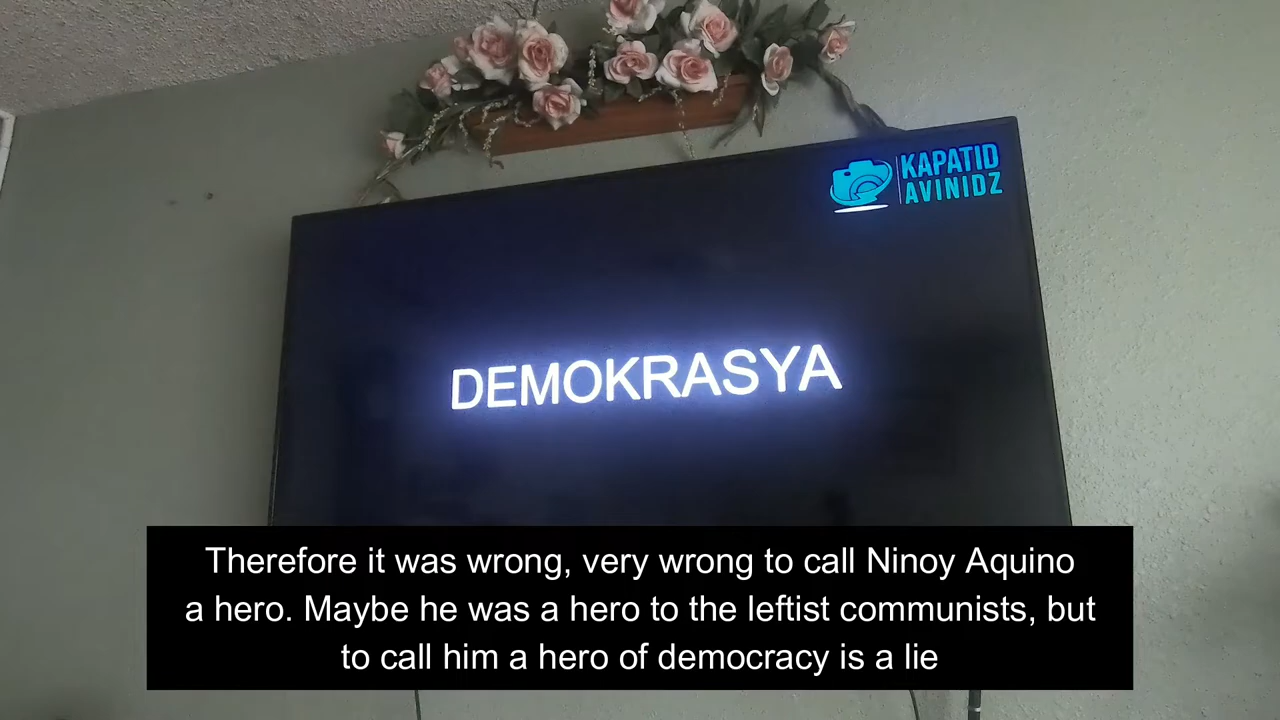 KAPATID
AVINIDZ
DEMOKRASYA
Therefore it was wrong, very wrong to call Ninoy Aquino
a hero. Maybe he was a hero to the leftist communists, but
to call him a hero of democracy is a lie